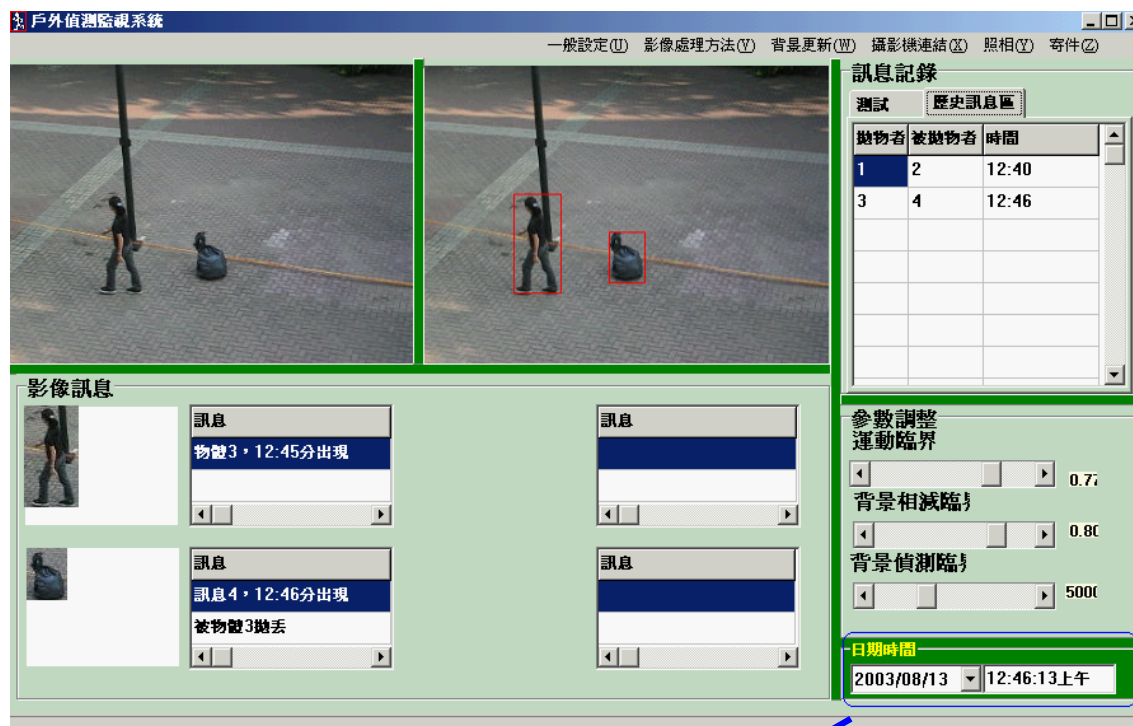 戶外偵測監視系統
一般設定(U) 影像處理方法(V) 背景更新(W) 攝影機連結(X) 照相(Y) 寄件(Z)
訊息記錄
測試 歷史訊息區
拋物者 被拋物者 時間
1 2 12:40
3 4 12:46
影像訊息
訊息
物體3，12:45分出現
訊息
訊息
訊息4，12:46分出現
被物體3拋丟
訊息
參數調整
運動臨界
0.77
背景相減臨界
0.80
背景偵測臨界
5000
日期時間
2003/08/13 12:46:13上午